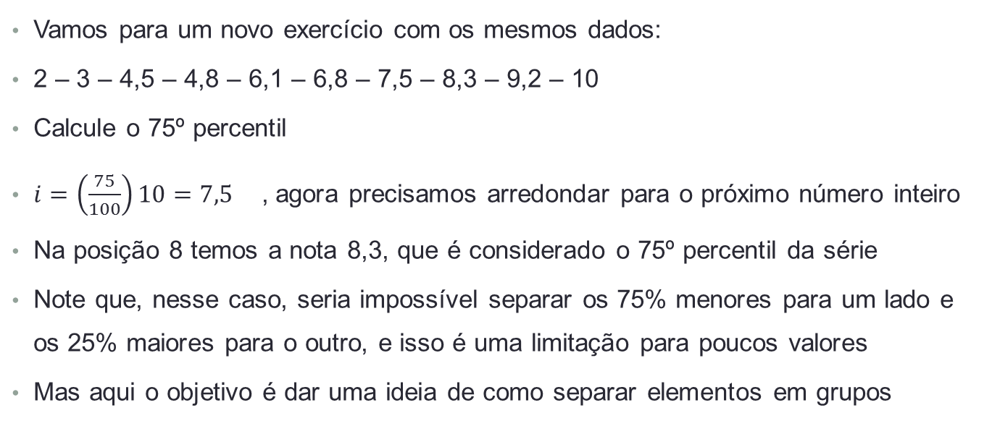 • Vamos para um novo exercício com os mesmos dados:
• 2 – 3 – 4,5 – 4,8 – 6,1 – 6,8 – 7,5 – 8,3 – 9,2 – 10
• Calcule o 75º percentil
• i = (75/100) 10 = 7,5 , agora precisamos arredondar para o próximo número inteiro
• Na posição 8 temos a nota 8,3, que é considerado o 75º percentil da série
• Note que, nesse caso, seria impossível separar os 75% menores para um lado e
os 25% maiores para o outro, e isso é uma limitação para poucos valores
• Mas aqui o objetivo é dar uma ideia de como separar elementos em grupos